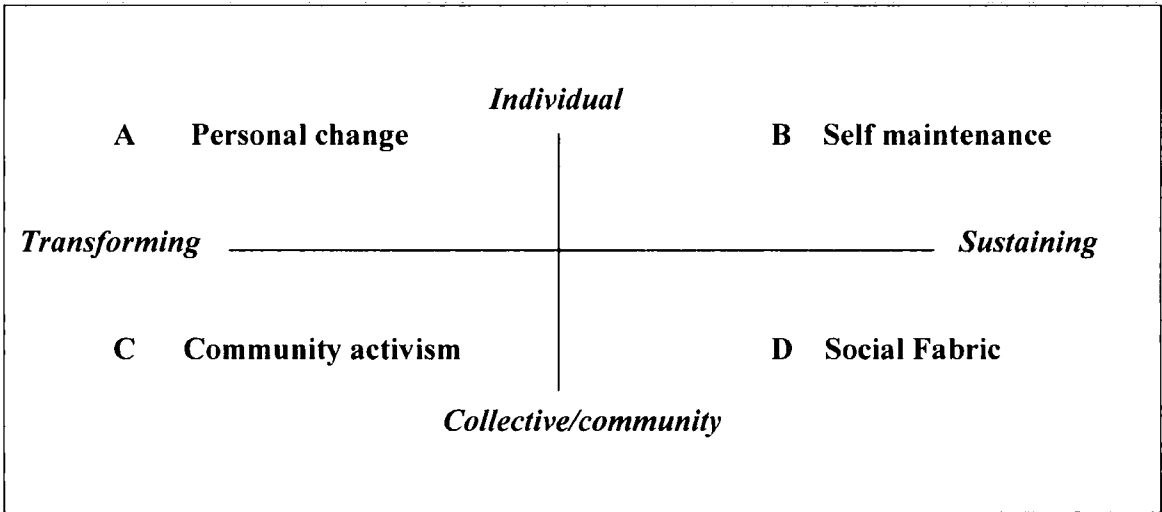 Individual
A Personal change B Self maintenance
Transforming Sustaining
C Community activism D Social Fabric
Collective/community